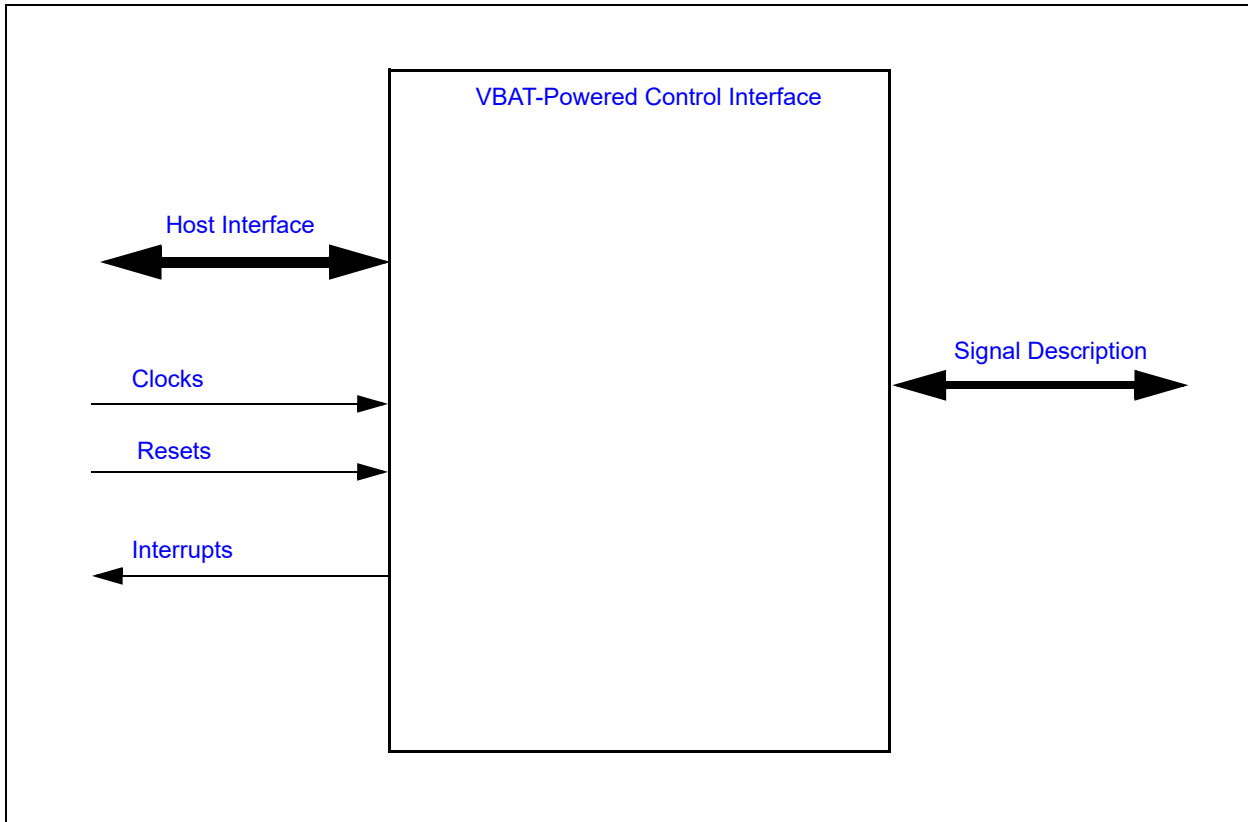 VBAT-Powered Control Interface
Host Interface
Signal Description
Clocks
Resets
Interrupts